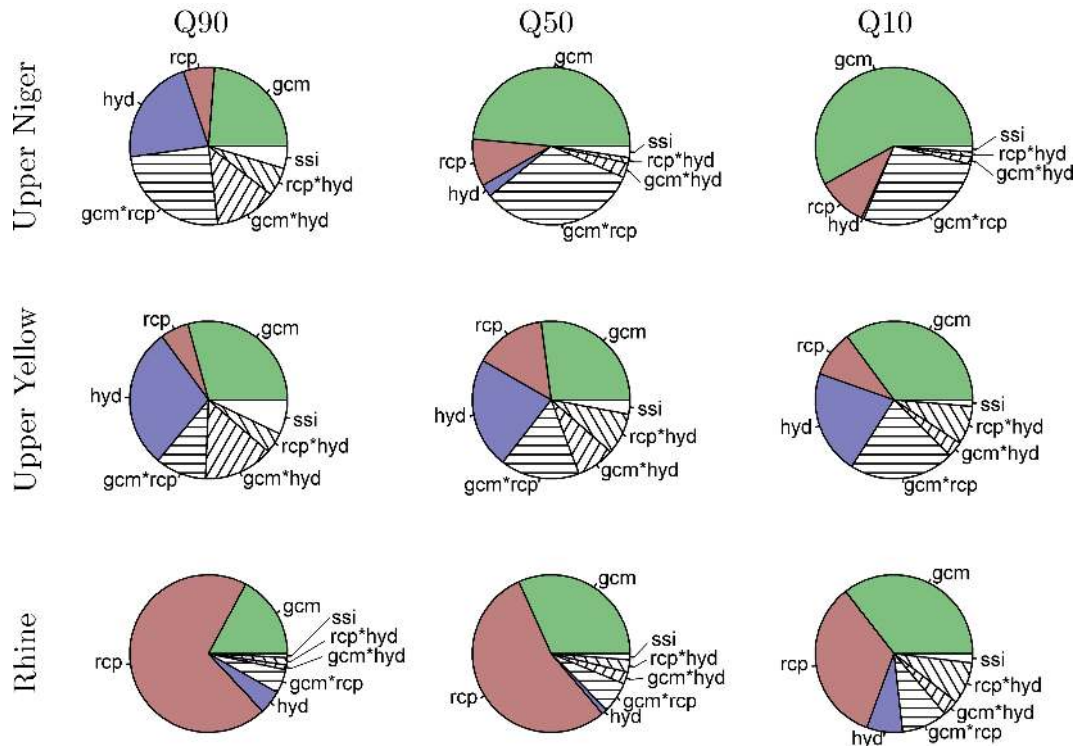 Q90 Q50 Q10
Upper Niger
rcp
gcm
hyd
ssi
rcp*hyd
gcm*rcp
gcm*hyd
gcm
ssi
rcp
rcp*hyd
hyd
gcm*hyd
gcm*rcp
gcm
ssi
rcp*hyd
gcm*hyd
rcp
hyd
gcm*rcp
Upper Yellow
rcp
gcm
hyd
ssi
rcp*hyd
gcm*rcp
gcm*hyd
rcp
gcm
hyd
ssi
rcp*hyd
gcm*hyd
gcm*rcp
gcm
rcp
ssi
hyd
rcp*hyd
gcm*hyd
gcm*rcp
Rhine
gcm
ssi
rcp*hyd
rcp
gcm*hyd
gcm*rcp
hyd
gcm
ssi
rcp*hyd
gcm*hyd
rcp
gcm*rcp
hyd
gcm
ssi
rcp
rcp*hyd
gcm*hyd
gcm*rcp
hyd